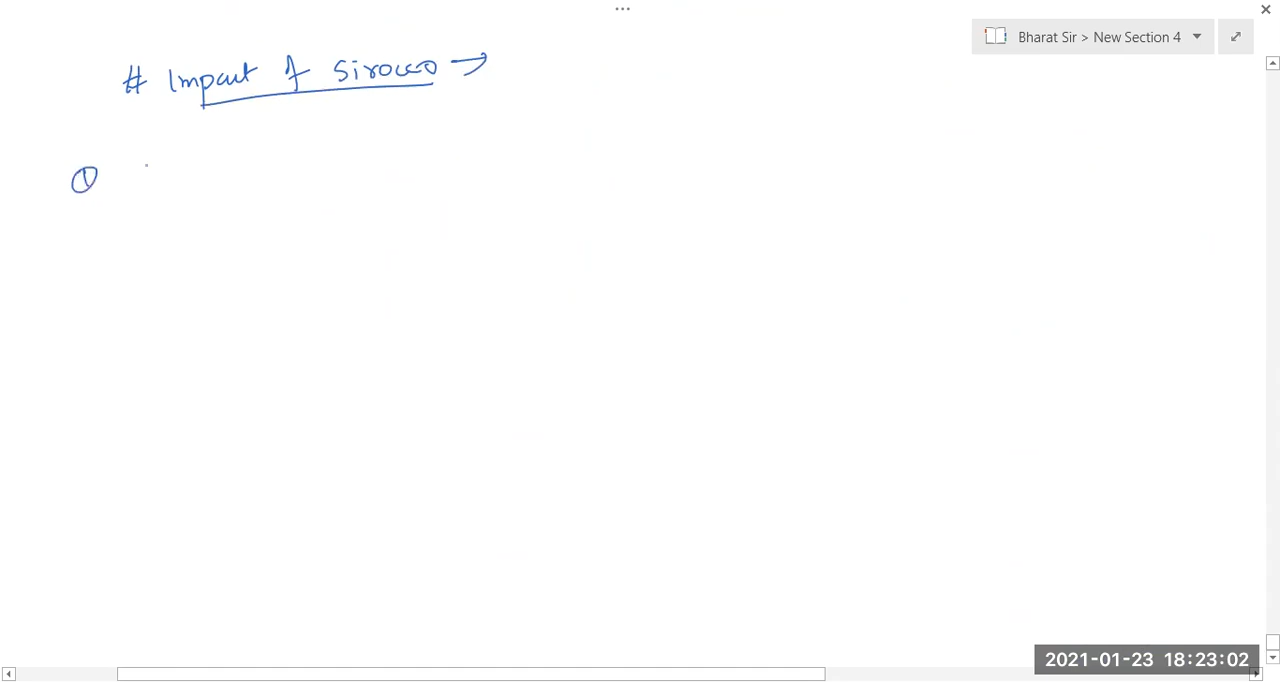 ...
Bharat Sir > New Section 4
# Impact of Sirocco →
①
2021-01-23 18:23:02